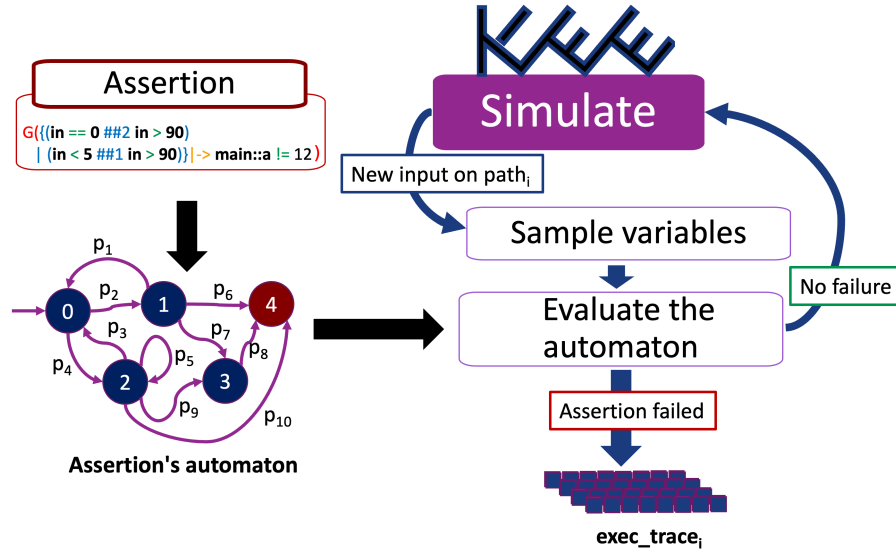 KLEE
Assertion
Simulate
G({(in == 0 ##2 in > 90)
| (in < 5 ##1 in > 90)}|-> main::a != 12)
New input on pathi
Sample variables
p1
p2
p6
0
1
4
No failure
Evaluate the
automaton
p3
p7
p4
p5
p8
2
3
p9
p10
Assertion failed
Assertion's automaton
exec_tracei